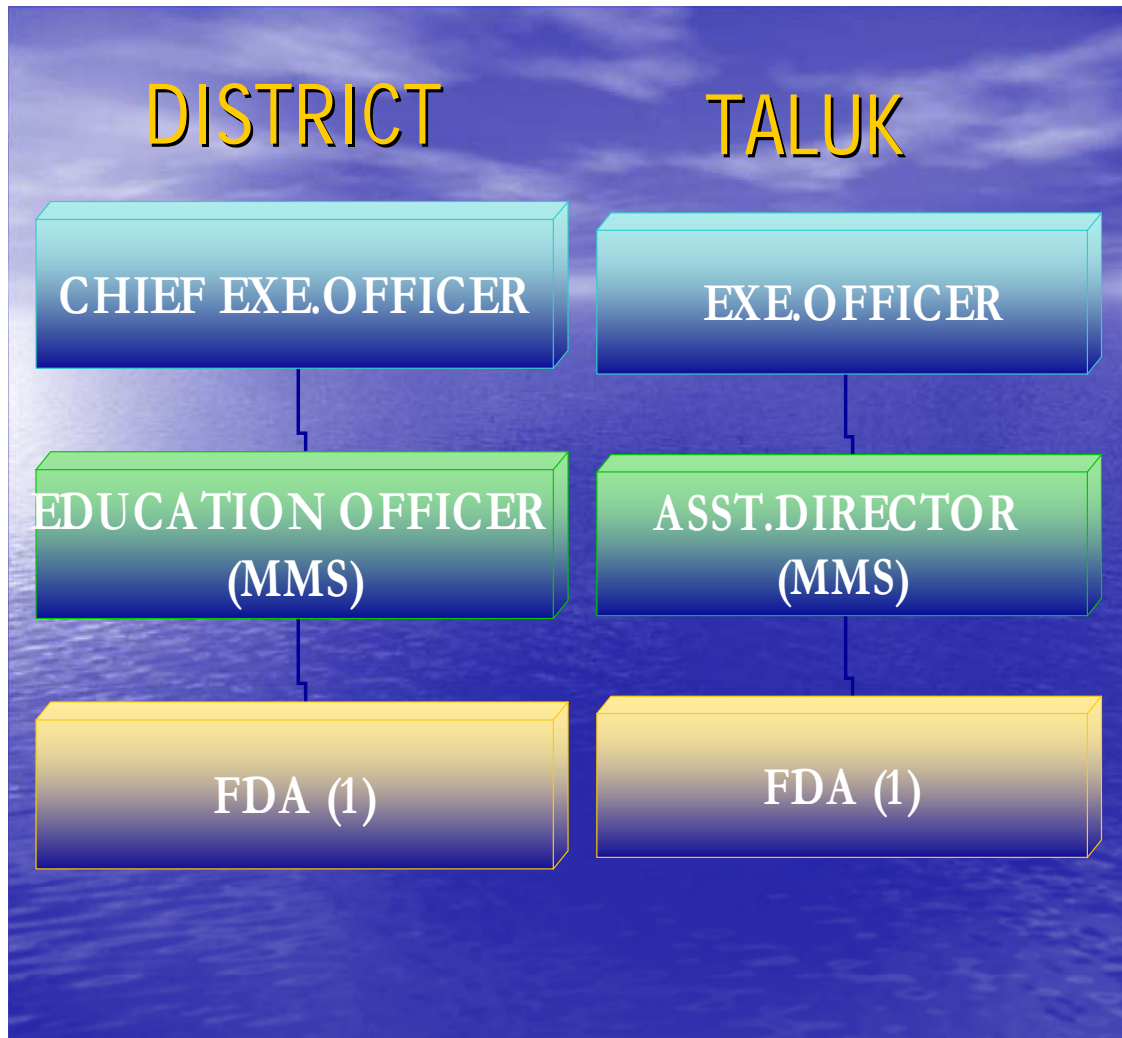 DISTRICT
CHIEF EXE.OFFICER
EDUCATION OFFICER
(MMS)
FDA (1)
TALUK
EXE.OFFICER
ASST.DIRECTOR
(MMS)
FDA (1)